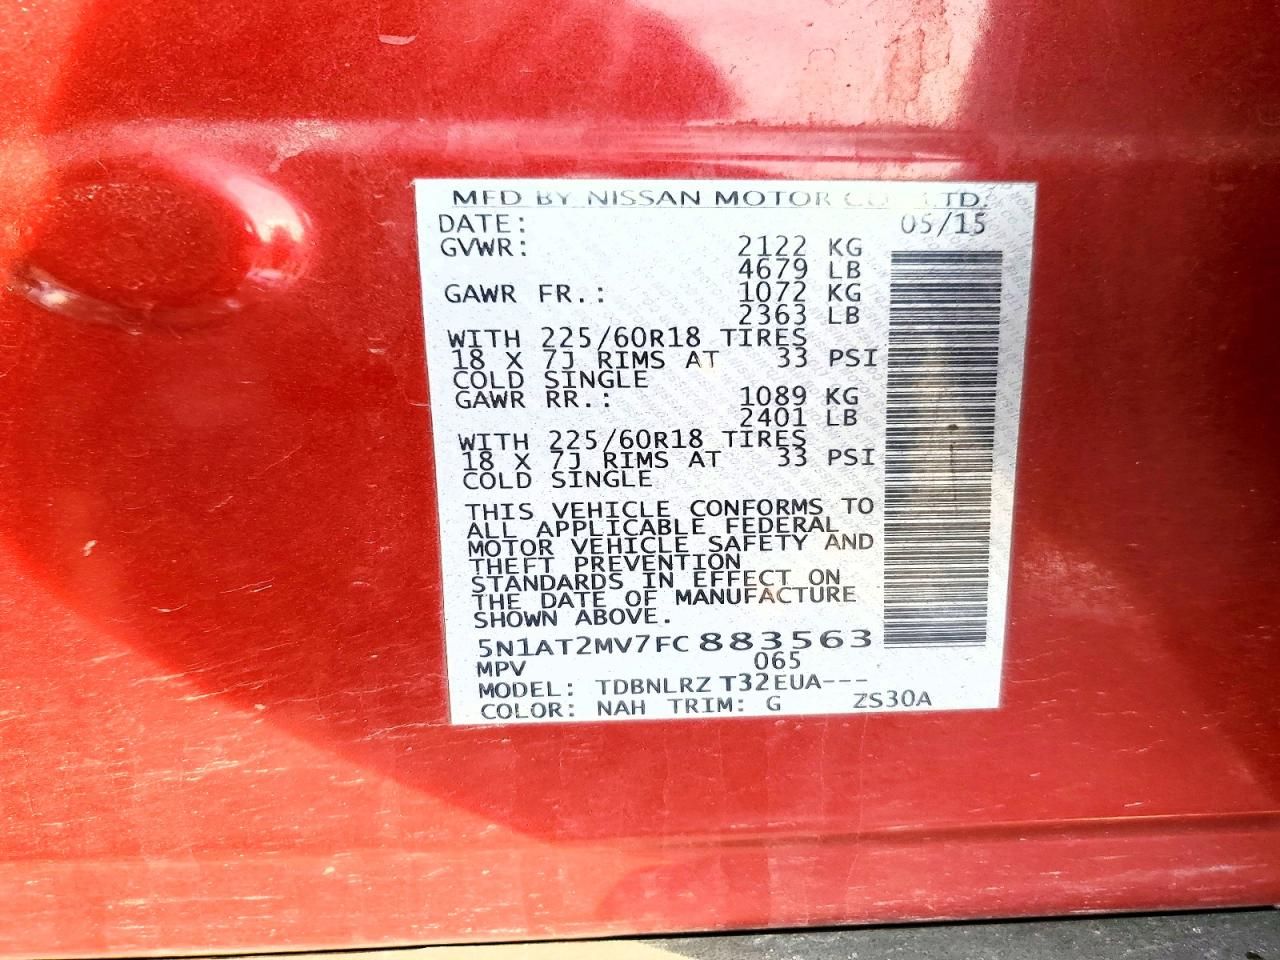 MFD BY NISSAN MOTOR CO., LTD.
DATE: 05/15
GVWR: 2122 KG
4679 LB
GAWR FR.: 1072 KG
2363 LB
WITH 225/60R18 TIRES
18 X 7J RIMS AT 33 PSI
COLD SINGLE
GAWR RR.: 1089 KG
2401 LB
WITH 225/60R18 TIRES
18 X 7J RIMS AT 33 PSI
COLD SINGLE
THIS VEHICLE CONFORMS TO
ALL APPLICABLE FEDERAL
MOTOR VEHICLE SAFETY AND
THEFT PREVENTION
STANDARDS IN EFFECT ON
THE DATE OF MANUFACTURE
SHOWN ABOVE.
5N1AT2MV7FC883563
MPV 065
MODEL: TDBNLRZ T32EUA---
COLOR: NAH TRIM: G ZS30A